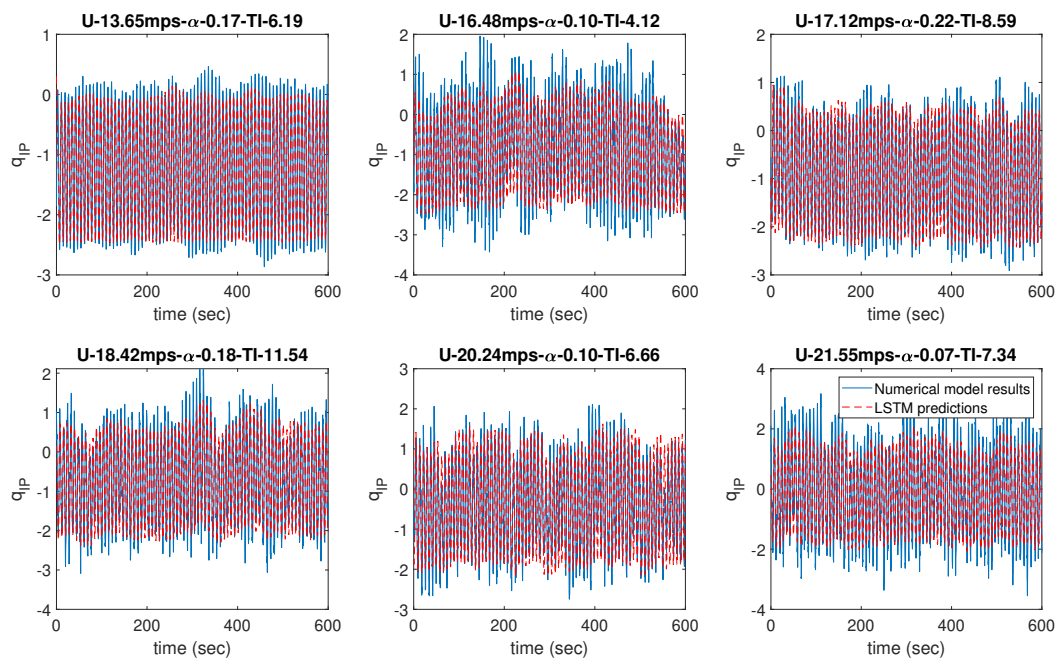 U-13.65mps-α-0.17-TI-6.19
1
0
-1
-2
-3
q_IP
0 200 400 600
time (sec)
U-16.48mps-α-0.10-TI-4.12
2
1
0
-1
-2
-3
-4
q_IP
0 200 400 600
time (sec)
U-17.12mps-α-0.22-TI-8.59
2
1
0
-1
-2
-3
q_IP
0 200 400 600
time (sec)
U-18.42mps-α-0.18-TI-11.54
2
1
0
-1
-2
-3
-4
q_IP
0 200 400 600
time (sec)
U-20.24mps-α-0.10-TI-6.66
3
2
1
0
-1
-2
-3
q_IP
0 200 400 600
time (sec)
U-21.55mps-α-0.07-TI-7.34
Numerical model results
LSTM predictions
4
2
0
-2
-4
q_IP
0 200 400 600
time (sec)